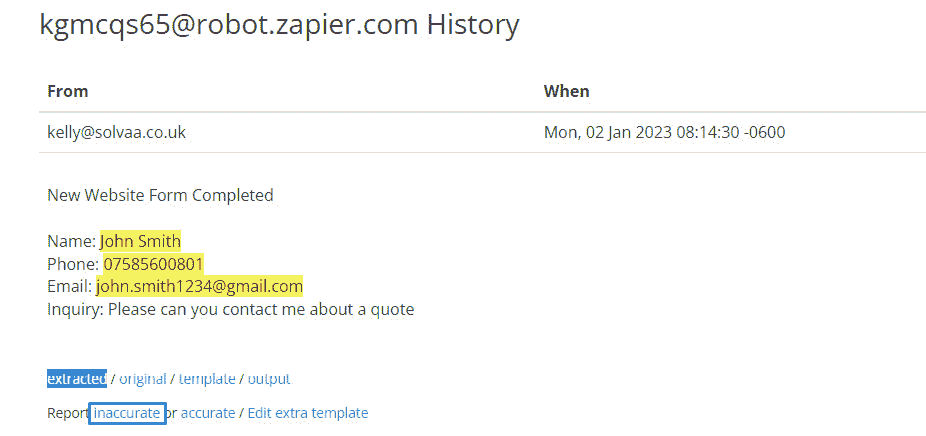 kgmcqs65@robot.zapier.com History
From When
kelly@solvaa.co.uk Mon, 02 Jan 2023 08:14:30 -0600
New Website Form Completed
Name: John Smith
Phone: 07585600801
Email: john.smith1234@gmail.com
Inquiry: Please can you contact me about a quote
extracted / original / template / output
Report inaccurate or accurate / Edit extra template